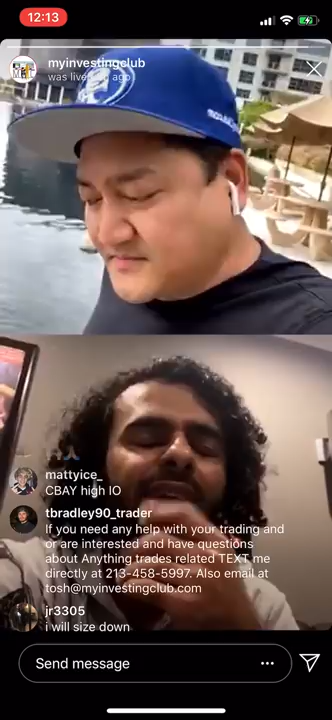 12:13
myinvestingclub
was live
ago
mattyice_
CBAY high IO
tbradley90_trader
If you need any help with your trading and
or are interested and have questions
about Anything trades related TEXT me
directly at 213-458-5997. Also email at
tosh@myinvestingclub.com
jr3305
i will size down
Send message